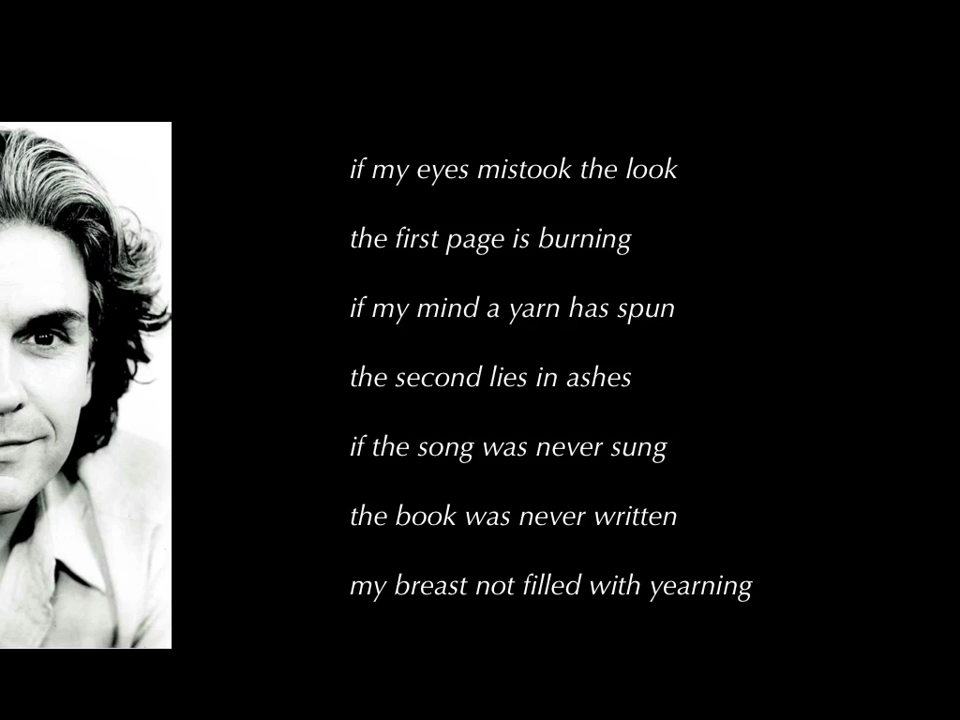 if my eyes mistook the look
the first page is burning
if my mind a yarn has spun
the second lies in ashes
if the song was never sung
the book was never written
my breast not filled with yearning